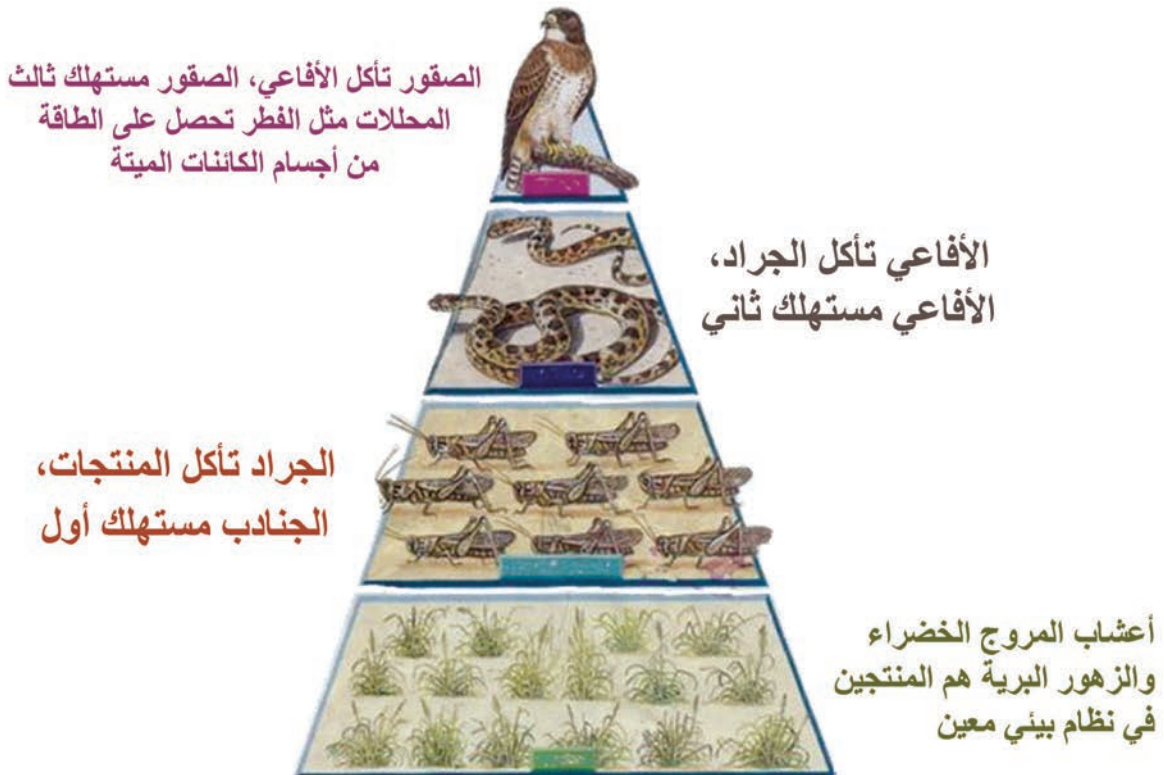 الصقور تأكل الأفاعي، الصقور مستهلك ثالث
المحللات مثل الفطر تحصل على الطاقة
من أجسام الكائنات الميتة
الأفاعي تأكل الجراد،
الأفاعي مستهلك ثاني
الجراد تأكل المنتجات،
الجنادب مستهلك أول
أعشاب المروج الخضراء
والزهور البرية هم المنتجين
في نظام بيئي معين